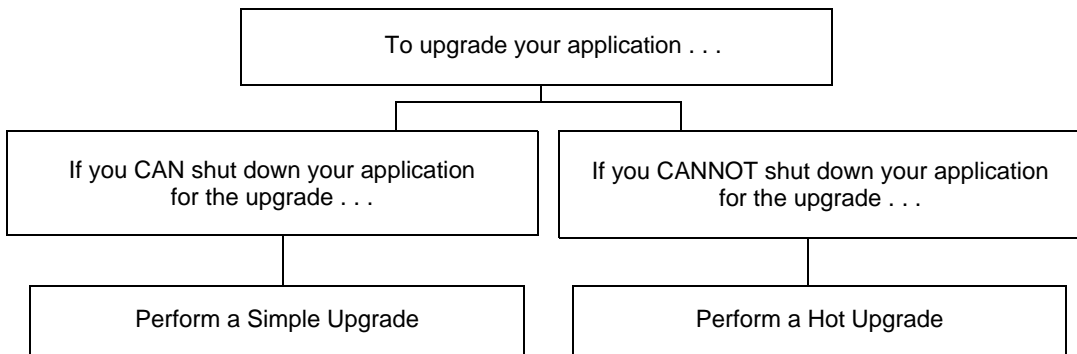 To upgrade your application . . .
If you CAN shut down your application
for the upgrade . . .
If you CANNOT shut down your application
for the upgrade . . .
Perform a Simple Upgrade
Perform a Hot Upgrade